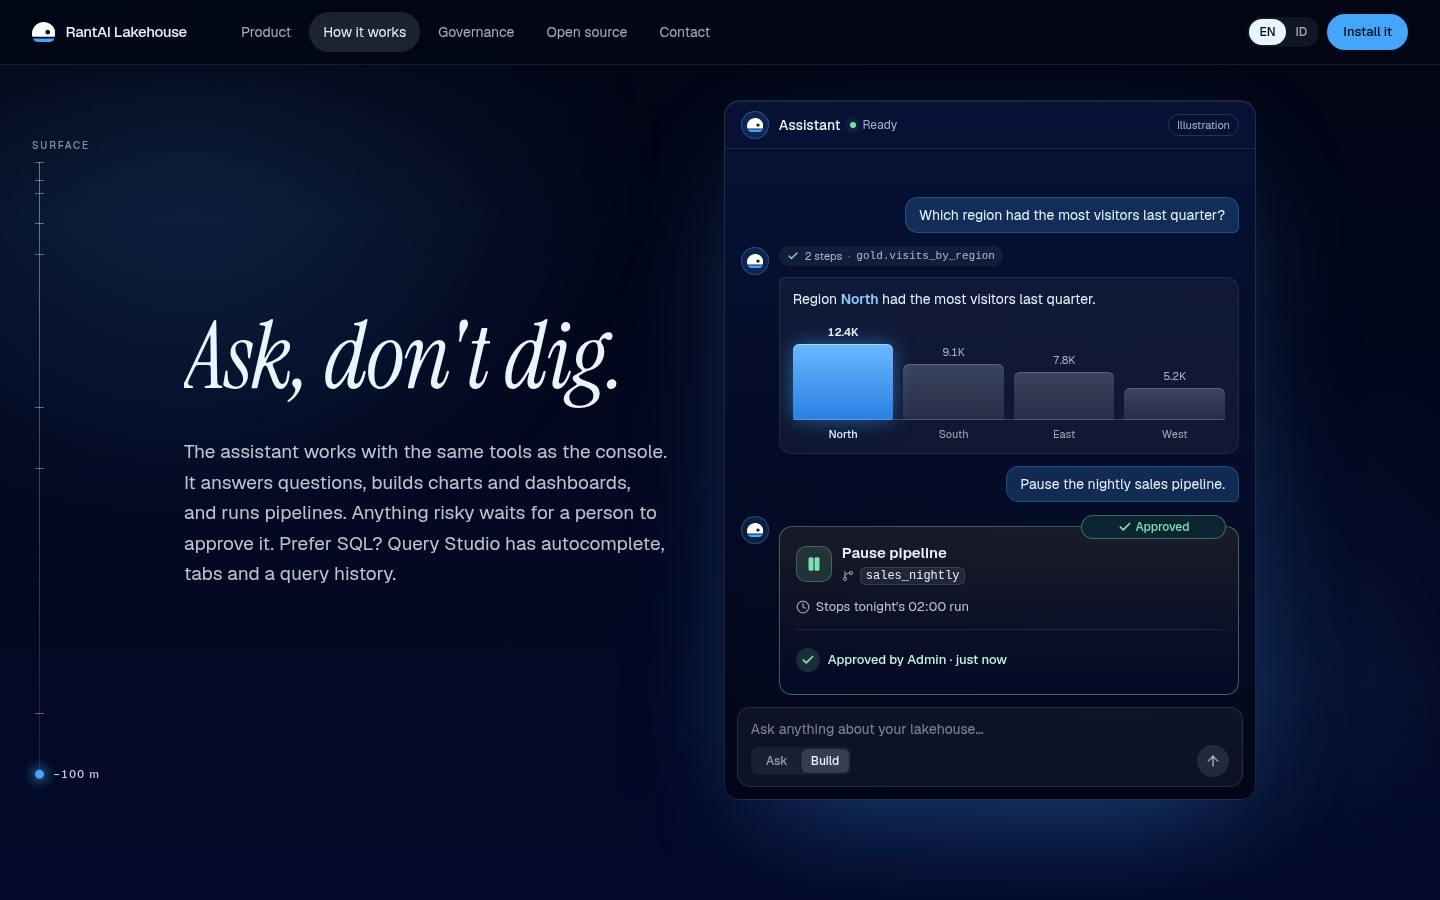 RantAI Lakehouse
Product
How it works
Governance
Open source
Contact
EN
ID
Install it
SURFACE
−100 m
Ask, don't dig.
The assistant works with the same tools as the console.
It answers questions, builds charts and dashboards,
and runs pipelines. Anything risky waits for a person to
approve it. Prefer SQL? Query Studio has autocomplete,
tabs and a query history.
Assistant
Ready
Illustration
Which region had the most visitors last quarter?
2 steps · gold.visits_by_region
Region North had the most visitors last quarter.
12.4K
9.1K
7.8K
5.2K
North
South
East
West
Pause the nightly sales pipeline.
Approved
Pause pipeline
sales_nightly
Stops tonight's 02:00 run
Approved by Admin · just now
Ask anything about your lakehouse…
Ask
Build